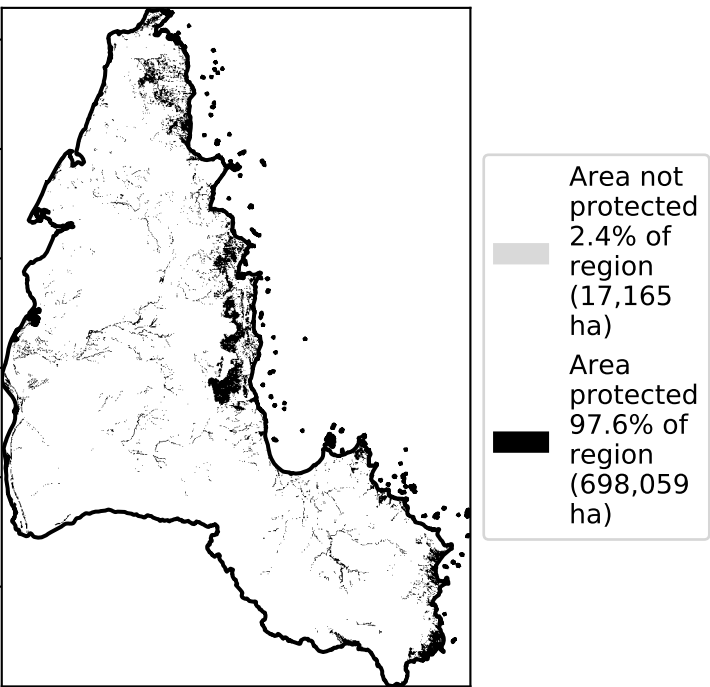 Area not
protected
2.4% of
region
(17,165
ha)
Area
protected
97.6% of
region
(698,059
ha)